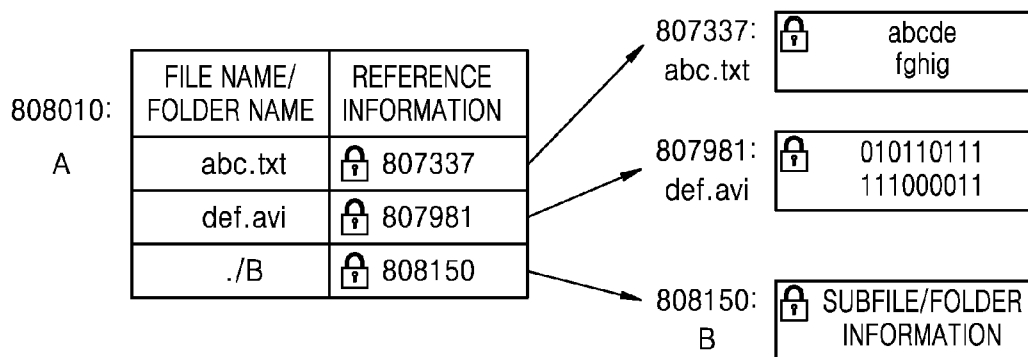 808010:
A
FILE NAME/
FOLDER NAME
REFERENCE
INFORMATION
abc.txt
807337
def.avi
807981
./B
808150
807337:
abc.txt
abcde
fghig
807981:
def.avi
010110111
111000011
808150:
B
SUBFILE/FOLDER
INFORMATION